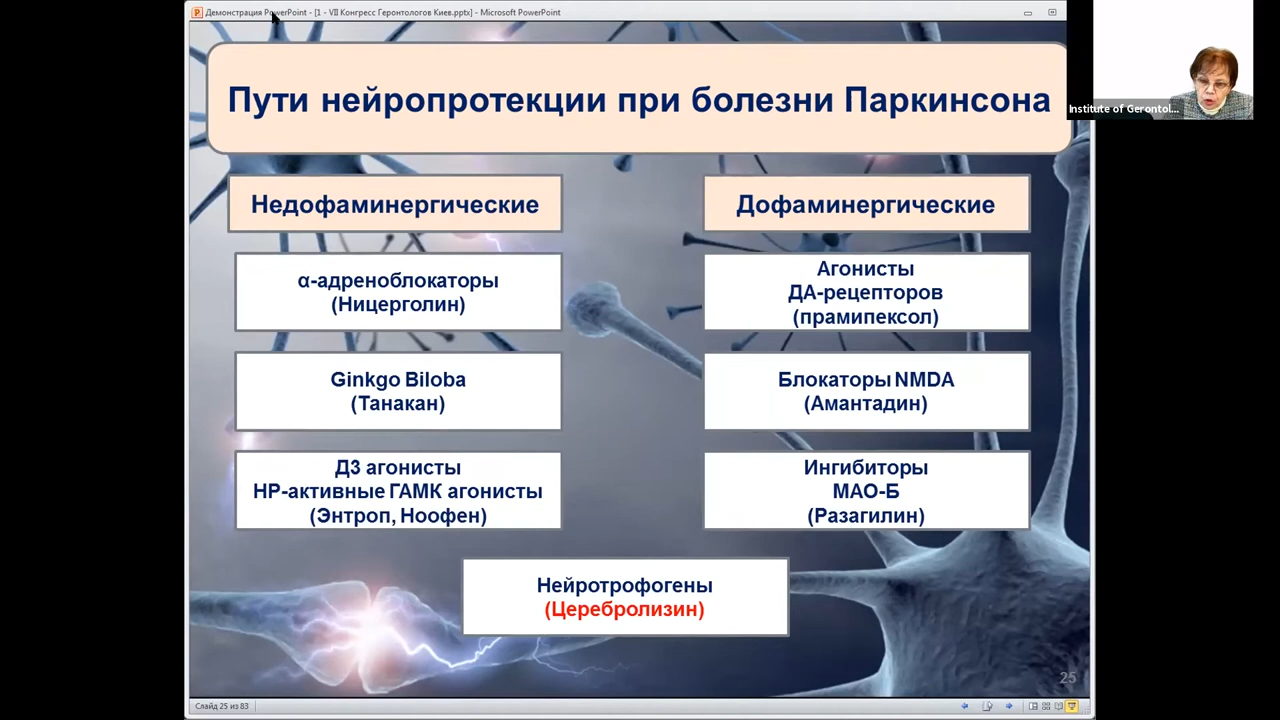 Демонстрация PowerPoint - [1 - VII Конгресс Геронтологов Киев.pptx] - Microsoft PowerPoint
Institute of Gerontol...
Пути нейропротекции при болезни Паркинсона
Недофаминергические
Дофаминергические
α-адреноблокаторы
(Ницерголин)
Агонисты
ДА-рецепторов
(прамипексол)
Ginkgo Biloba
(Танакан)
Блокаторы NMDA
(Амантадин)
Д3 агонисты
НР-активные ГАМК агонисты
(Энтроп, Ноофен)
Ингибиторы
МАО-Б
(Разагилин)
Нейротрофогены
(Церебролизин)
25
Слайд 25 из 83